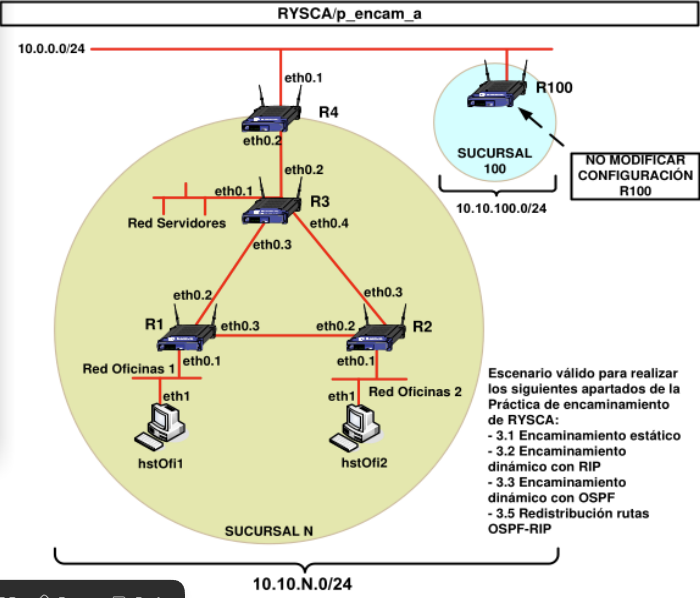 RYSCA/p_encam_a
10.0.0.0/24
eth0.1
R4
R100
eth0.2
SUCURSAL
100
NO MODIFICAR
CONFIGURACIÓN
R100
10.10.100.0/24
eth0.2
eth0.1
R3
Red Servidores
eth0.4
eth0.3
eth0.2
eth0.3
R1
eth0.3
eth0.2
R2
eth0.1
eth0.1
Red Oficinas 1
Red Oficinas 2
eth1
eth1
hstOfi1
hstOfi2
Escenario válido para realizar
los siguientes apartados de la
Práctica de encaminamiento
de RYSCA:
- 3.1 Encaminamiento estático
- 3.2 Encaminamiento
dinámico con RIP
- 3.3 Encaminamiento
dinámico con OSPF
- 3.5 Redistribución rutas
OSPF-RIP
SUCURSAL N
10.10.N.0/24